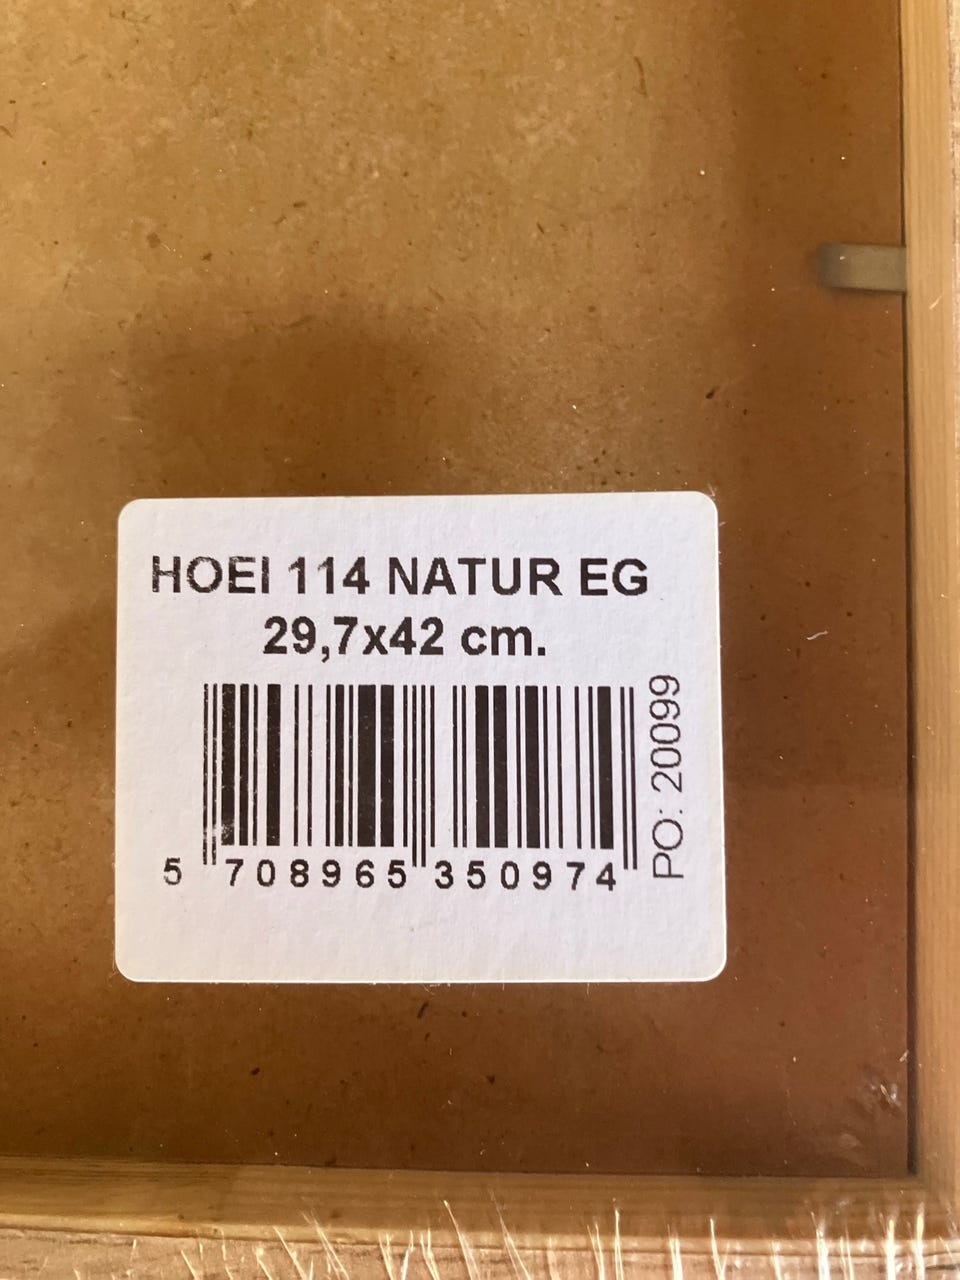 HOEI 114 NATUR EG
29,7x42 cm.
5 708965 350974
PO: 20099